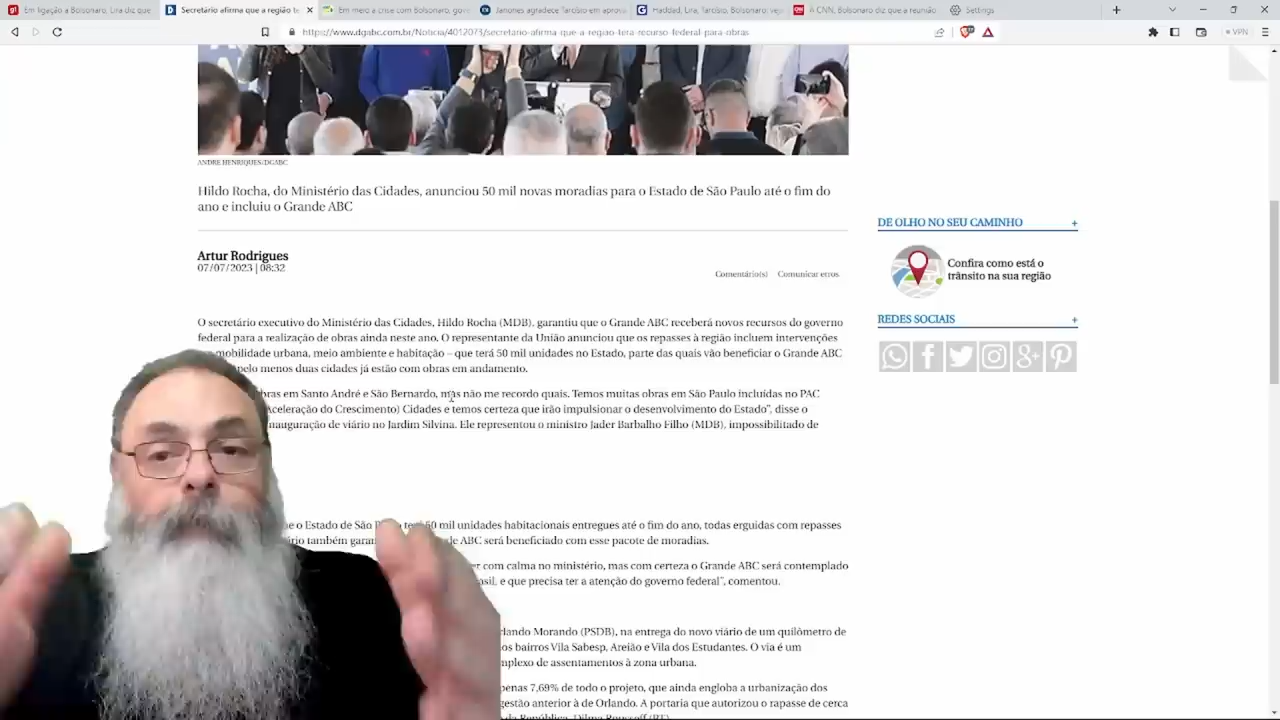 Em ligação a Bolsonaro, Lira diz que
Secretário afirma que a região te
Em meio a crise com Bolsonaro, gov
Janones agradece Tarcísio em aprova
Haddad, Lira, Tarcísio, Bolsonaro: vej
À CNN, Bolsonaro diz que a reunião
Settings
https://www.dgabc.com.br/Noticia/4012073/secretario-afirma-que-a-regiao-tera-recurso-federal-para-obras
VPN
ANDRE HENRIQUES/DGABC
Hildo Rocha, do Ministério das Cidades, anunciou 50 mil novas moradias para o Estado de São Paulo até o fim do
ano e incluiu o Grande ABC
Artur Rodrigues
07/07/2023 | 08:32
Comentário(s) Comunicar erros
O secretário executivo do Ministério das Cidades, Hildo Rocha (MDB), garantiu que o Grande ABC receberá novos recursos do governo
federal para a realização de obras ainda neste ano. O representante da União anunciou que os repasses à região incluem intervenções
mobilidade urbana, meio ambiente e habitação – que terá 50 mil unidades no Estado, parte das quais vão beneficiar o Grande ABC
pelo menos duas cidades já estão com obras em andamento.
bras em Santo André e São Bernardo, mas não me recordo quais. Temos muitas obras em São Paulo incluídas no PAC
Aceleração do Crescimento) Cidades e temos certeza que irão impulsionar o desenvolvimento do Estado”, disse o
nauguração de viário no Jardim Silvina. Ele representou o ministro Jader Barbalho Filho (MDB), impossibilitado de
e o Estado de São terá 50 mil unidades habitacionais entregues até o fim do ano, todas erguidas com repasses
rio também garan de ABC será beneficiado com esse pacote de moradias.
er com calma no ministério, mas com certeza o Grande ABC será contemplado
asil, e que precisa ter a atenção do governo federal”, comentou.
rlando Morando (PSDB), na entrega do novo viário de um quilômetro de
os bairros Vila Sabesp, Areião e Vila dos Estudantes. O via é um
mplexo de assentamentos à zona urbana.
penas 7,69% de todo o projeto, que ainda engloba a urbanização dos
gestão anterior à de Orlando. A portaria que autorizou o rapasse de cerca
da República, Dilma Rousseff
DE OLHO NO SEU CAMINHO +
Confira como está o
trânsito na sua região
REDES SOCIAIS +